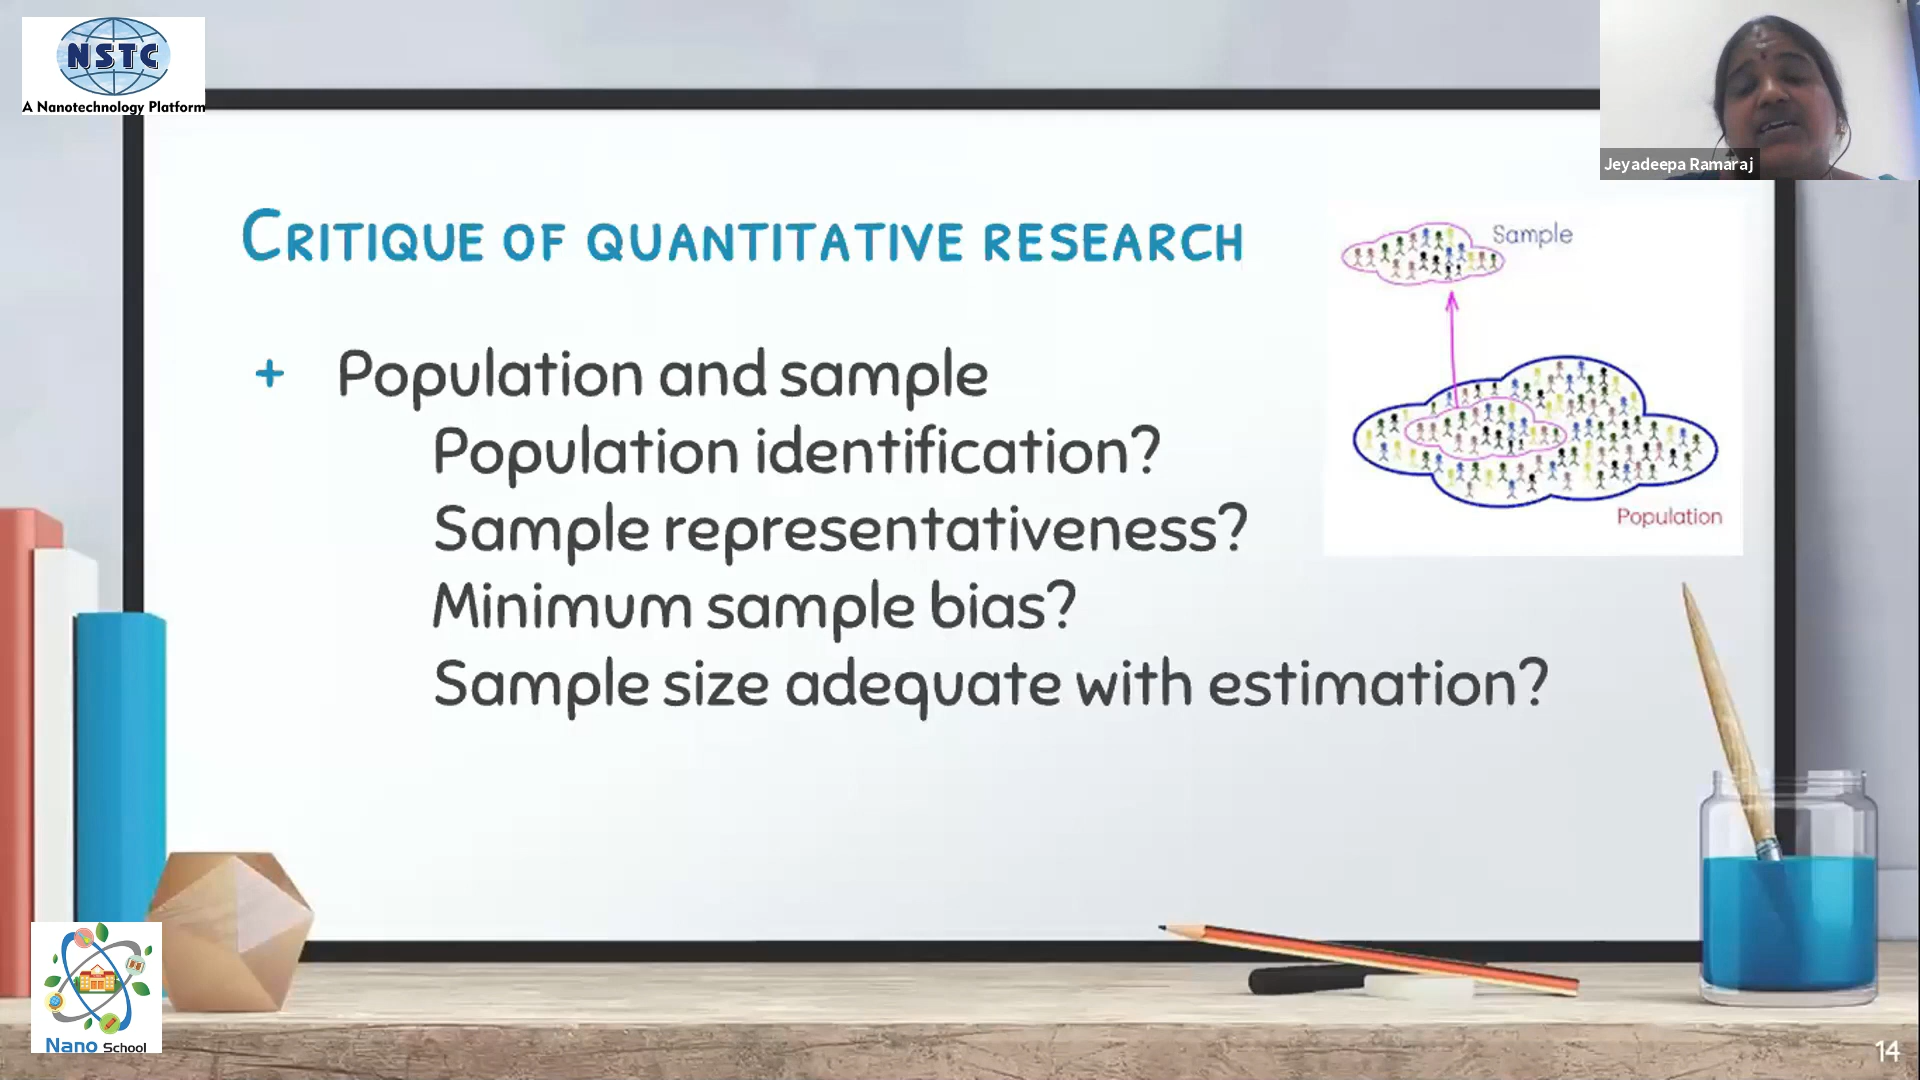 NSTC
A Nanotechnology Platform
Jeyadeepa Ramaraj
Critique of quantitative research
Sample
+ Population and sample
Population identification?
Sample representativeness?
Minimum sample bias?
Sample size adequate with estimation?
Population
Nano School
14